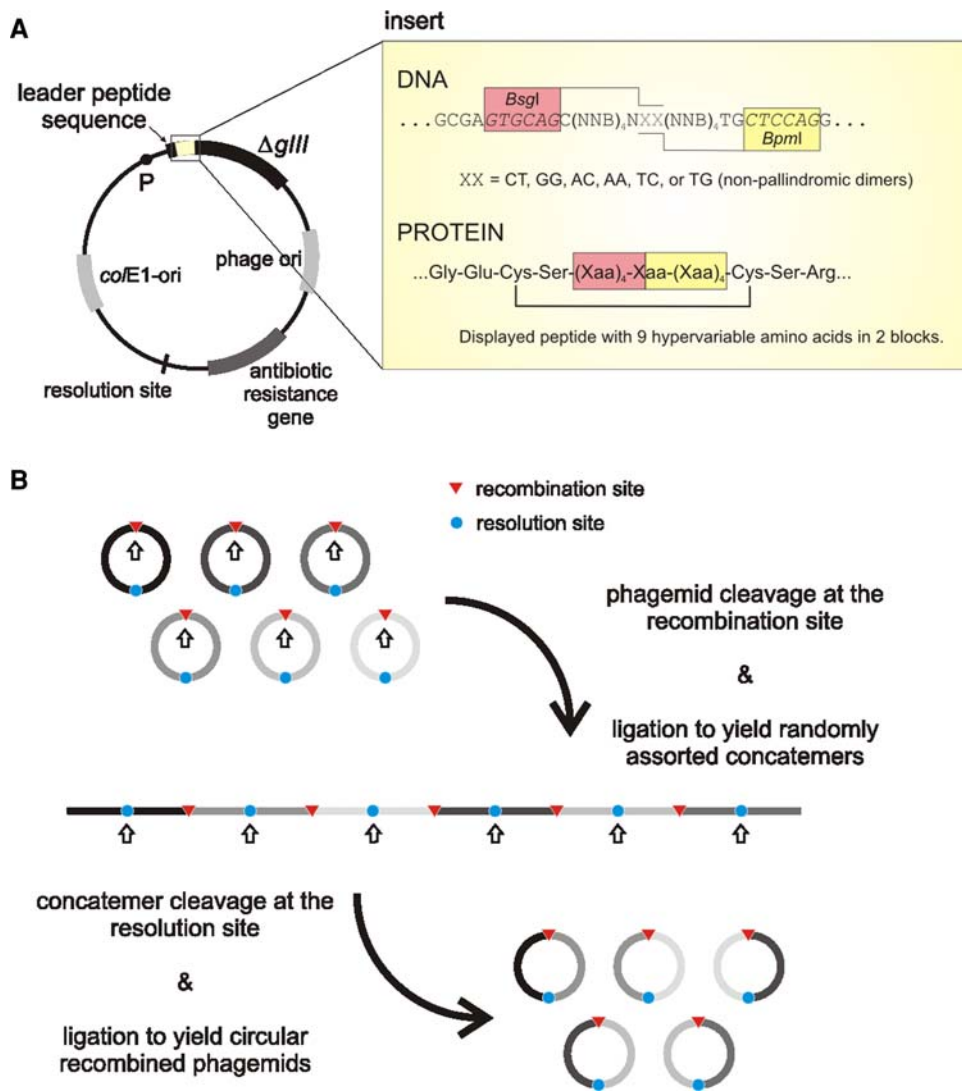 A
insert
leader peptide
sequence
ΔgIII
P
colE1-ori
phage ori
resolution site
antibiotic
resistance
gene
DNA
BsgI
...GCGAGTGCAGC(NNB)₄NXX(NNB)₄TGCTCCAGG...
BpmI
XX = CT, GG, AC, AA, TC, or TG (non-pallindromic dimers)
PROTEIN
...Gly-Glu-Cys-Ser-(Xaa)₄-Xaa-(Xaa)₄-Cys-Ser-Arg...
Displayed peptide with 9 hypervariable amino acids in 2 blocks.
B
recombination site
resolution site
phagemid cleavage at the
recombination site
&
ligation to yield randomly
assorted concatemers
concatemer cleavage at the
resolution site
&
ligation to yield circular
recombined phagemids